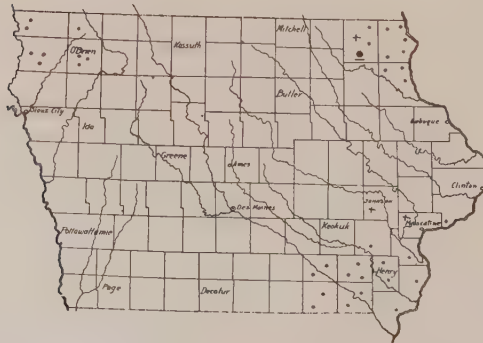 Mitchell
O'Brien
Kossuth
Butler
Sioux City
Dubuque
Ida
Greene
Ames
Clinton
Johnson
Des Moines
Muscatine
Keokuk
Pottawattamie
Henry
Page
Decatur